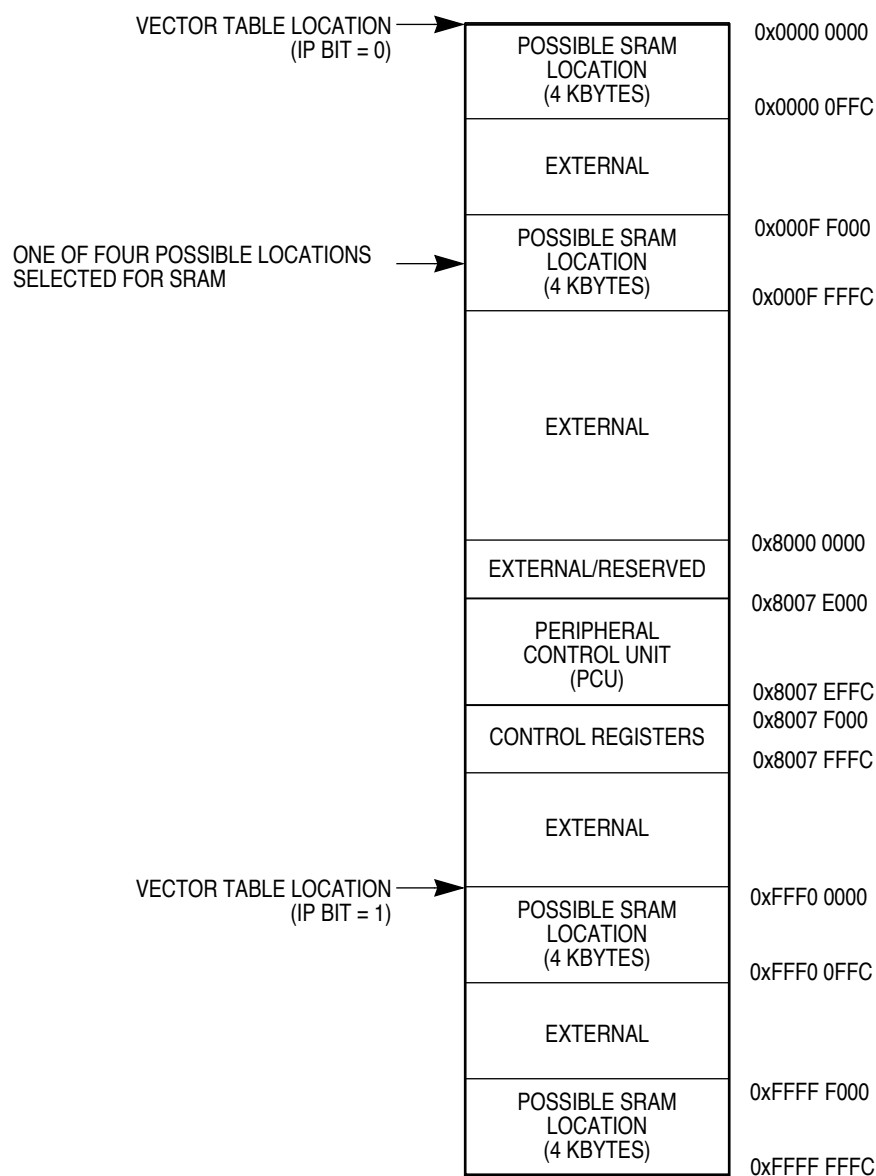 VECTOR TABLE LOCATION
(IP BIT = 0)
0x0000 0000
POSSIBLE SRAM
LOCATION
(4 KBYTES)
0x0000 0FFC
EXTERNAL
0x000F F000
POSSIBLE SRAM
LOCATION
(4 KBYTES)
ONE OF FOUR POSSIBLE LOCATIONS
SELECTED FOR SRAM
0x000F FFFC
EXTERNAL
0x8000 0000
EXTERNAL/RESERVED
0x8007 E000
PERIPHERAL
CONTROL UNIT
(PCU)
0x8007 EFFC
0x8007 F000
CONTROL REGISTERS
0x8007 FFFC
EXTERNAL
VECTOR TABLE LOCATION
(IP BIT = 1)
0xFFF0 0000
POSSIBLE SRAM
LOCATION
(4 KBYTES)
0xFFF0 0FFC
EXTERNAL
0xFFFF F000
POSSIBLE SRAM
LOCATION
(4 KBYTES)
0xFFFF FFFC